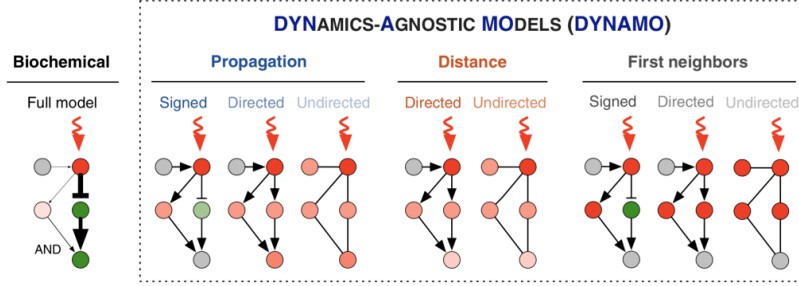 DYNAMICS-AGNOSTIC MODELS (DYNAMO)
Biochemical
Propagation
Distance
First neighbors
Full model
Signed
Directed
Undirected
Directed
Undirected
Signed
Directed
Undirected
AND